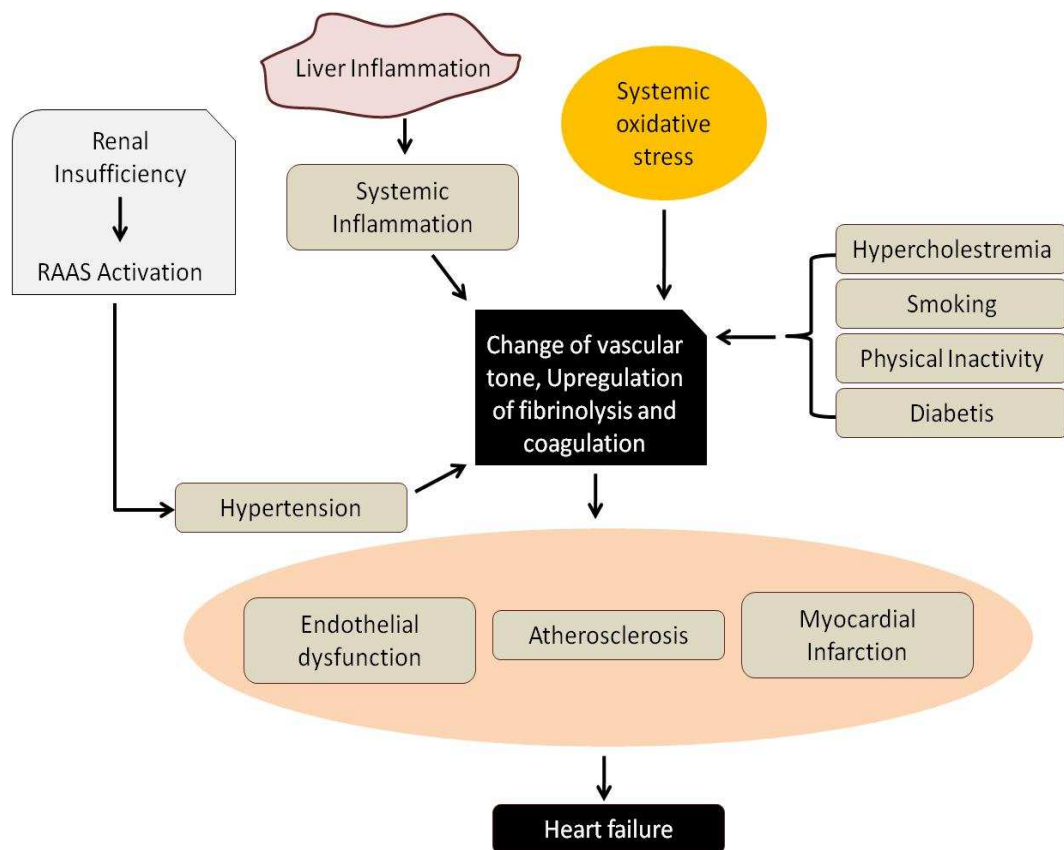 Liver Inflammation
Systemic
oxidative
stress
Renal
Insufficiency
RAAS Activation
Systemic
Inflammation
Hypercholestremia
Smoking
Physical Inactivity
Diabetis
Change of vascular
tone, Upregulation
of fibrinolysis and
coagulation
Hypertension
Endothelial
dysfunction
Atherosclerosis
Myocardial
Infarction
Heart failure